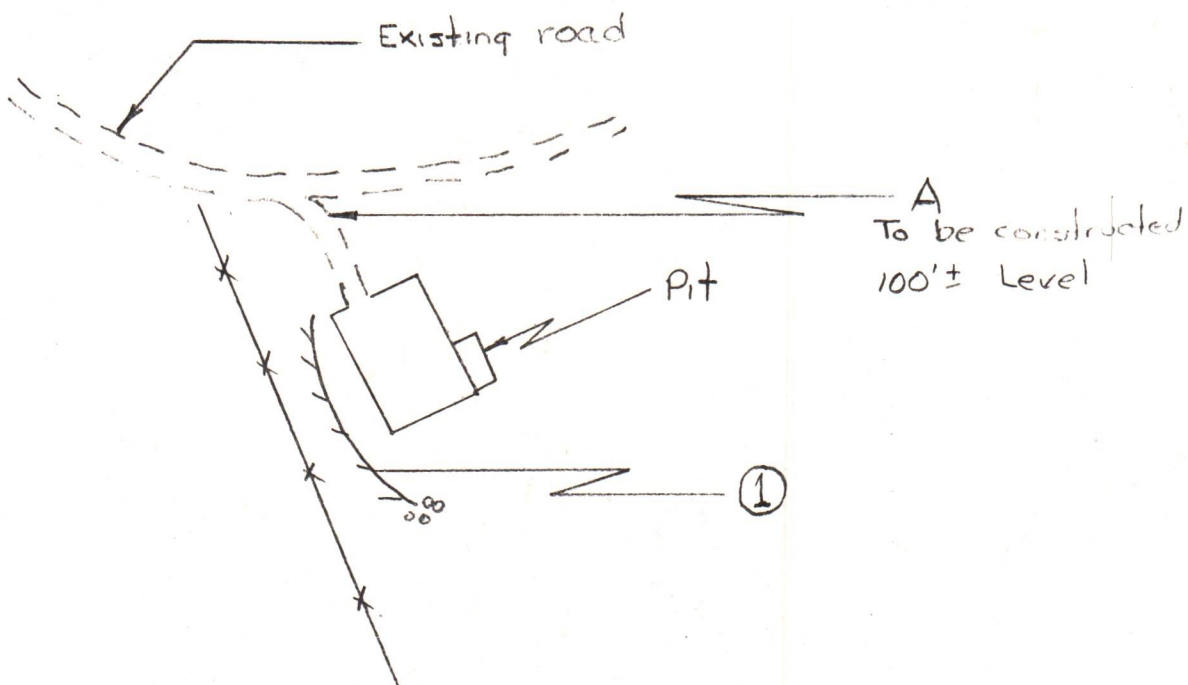 Existing road
A
To be constructed
100'± Level
Pit
1